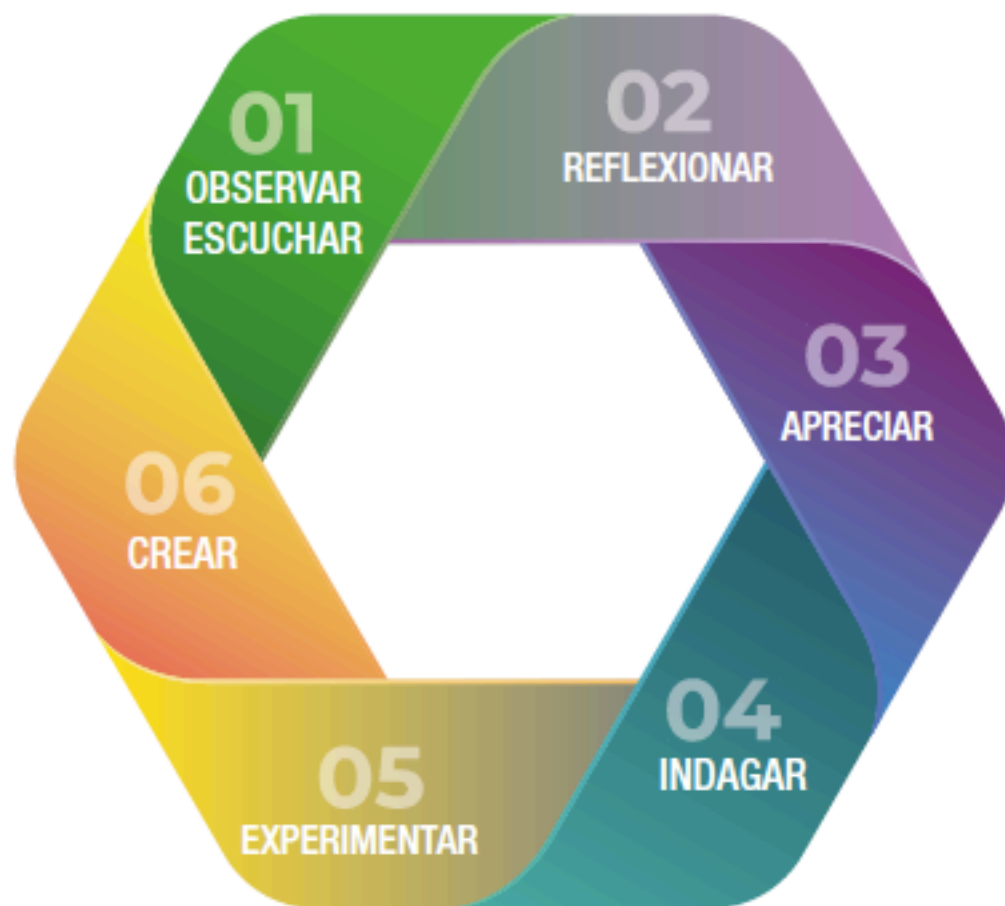 01
OBSERVAR
ESCUCHAR
02
REFLEXIONAR
03
APRECIAR
04
INDAGAR
05
EXPERIMENTAR
06
CREAR